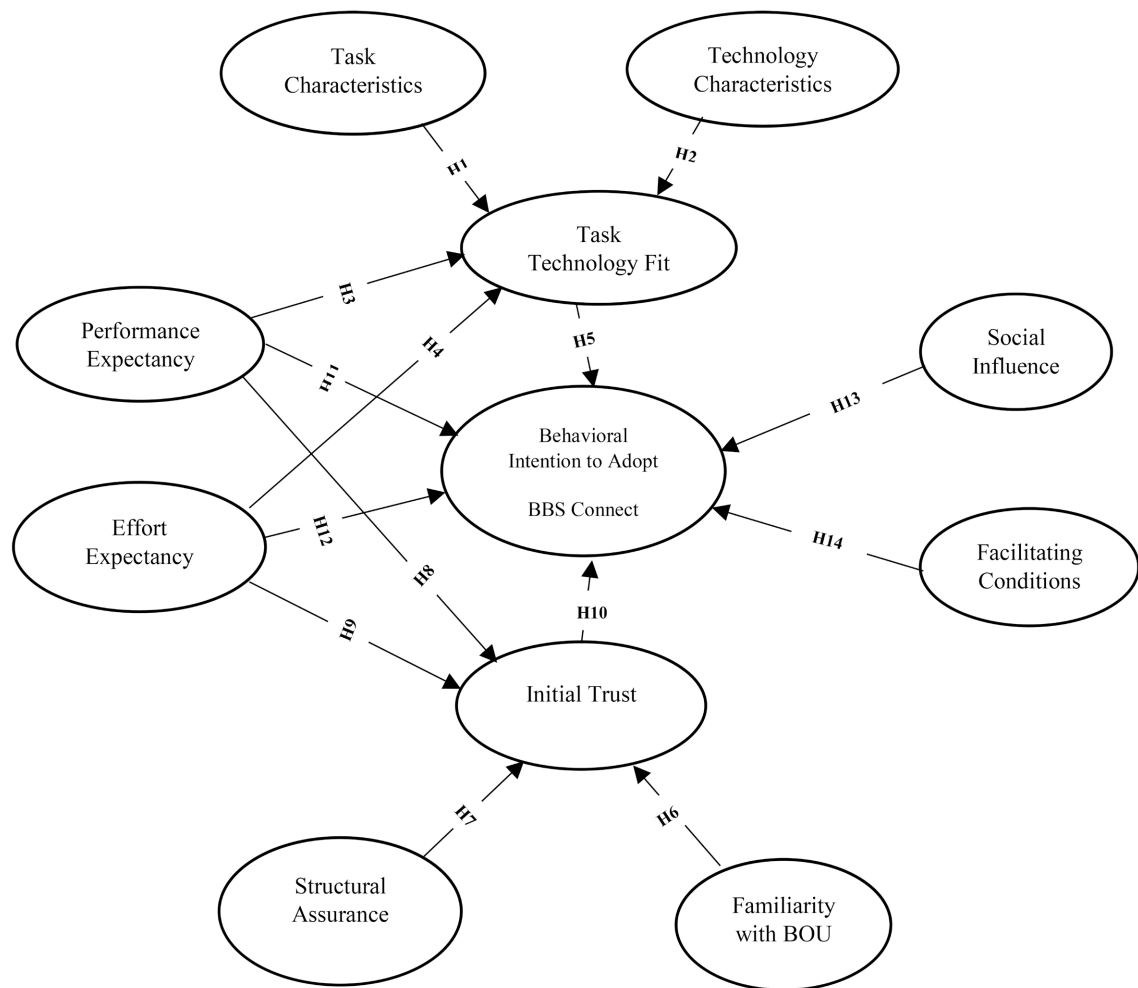 Task
Characteristics
Technology
Characteristics
H1
H2
Task
Technology Fit
H3
H4
H5
Performance
Expectancy
H11
Social
Influence
H13
Behavioral
Intention to Adopt
BBS Connect
Effort
Expectancy
H12
H8
H14
Facilitating
Conditions
H9
H10
Initial Trust
H7
H6
Structural
Assurance
Familiarity
with BOU